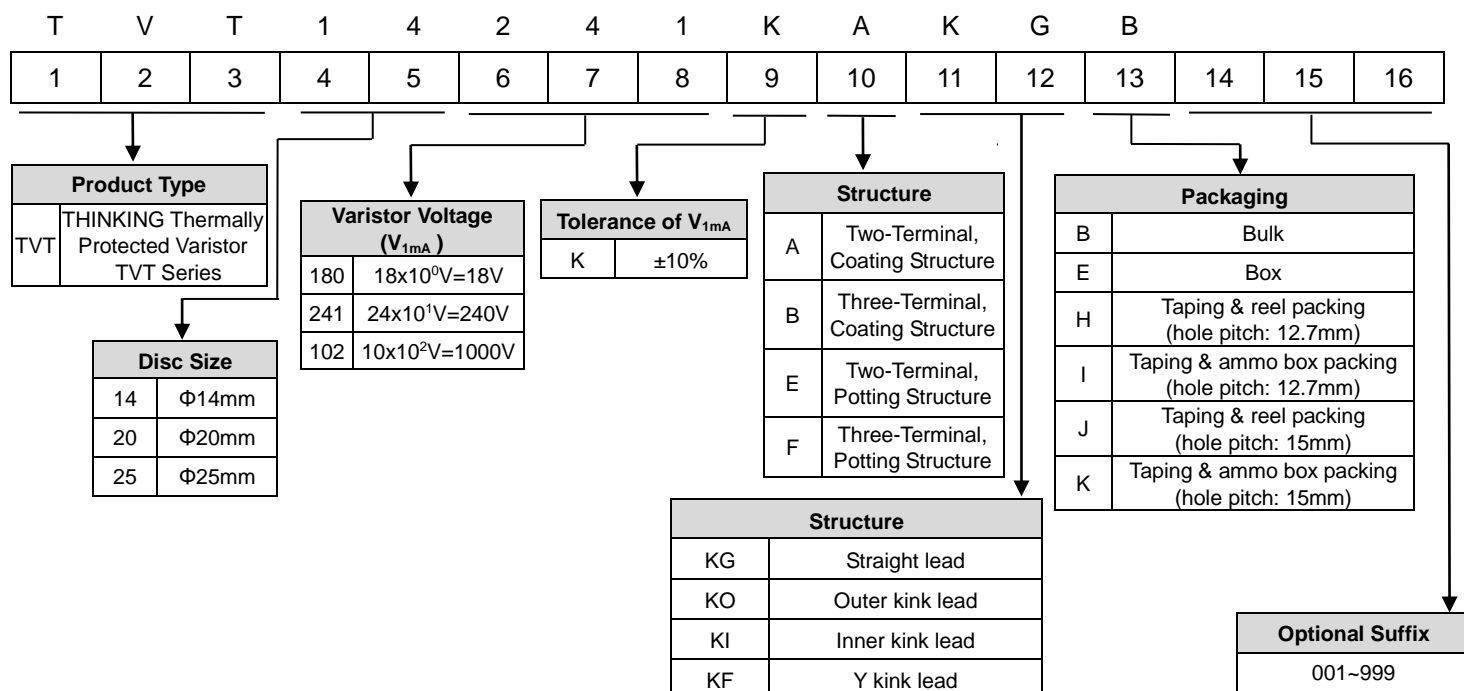 T V T 1 4 2 4 1 K A K G B
1 2 3 4 5 6 7 8 9 10 11 12 13 14 15 16
Product Type
TVT THINKING Thermally
Protected Varistor
TVT Series
Disc Size
14 Φ14mm
20 Φ20mm
25 Φ25mm
Varistor Voltage
(V1mA )
180 18x10⁰V=18V
241 24x10¹V=240V
102 10x10²V=1000V
Tolerance of V1mA
K ±10%
Structure
A Two-Terminal,
Coating Structure
B Three-Terminal,
Coating Structure
E Two-Terminal,
Potting Structure
F Three-Terminal,
Potting Structure
Structure
KG Straight lead
KO Outer kink lead
KI Inner kink lead
KF Y kink lead
Packaging
B Bulk
E Box
H Taping & reel packing
(hole pitch: 12.7mm)
I Taping & ammo box packing
(hole pitch: 12.7mm)
J Taping & reel packing
(hole pitch: 15mm)
K Taping & ammo box packing
(hole pitch: 15mm)
Optional Suffix
001~999